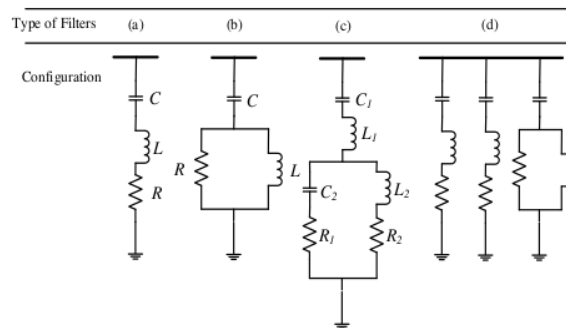 Type of Filters (a) (b) (c) (d)
Configuration
C
L
R
C
R
L
C1
L1
C2
L2
R1
R2